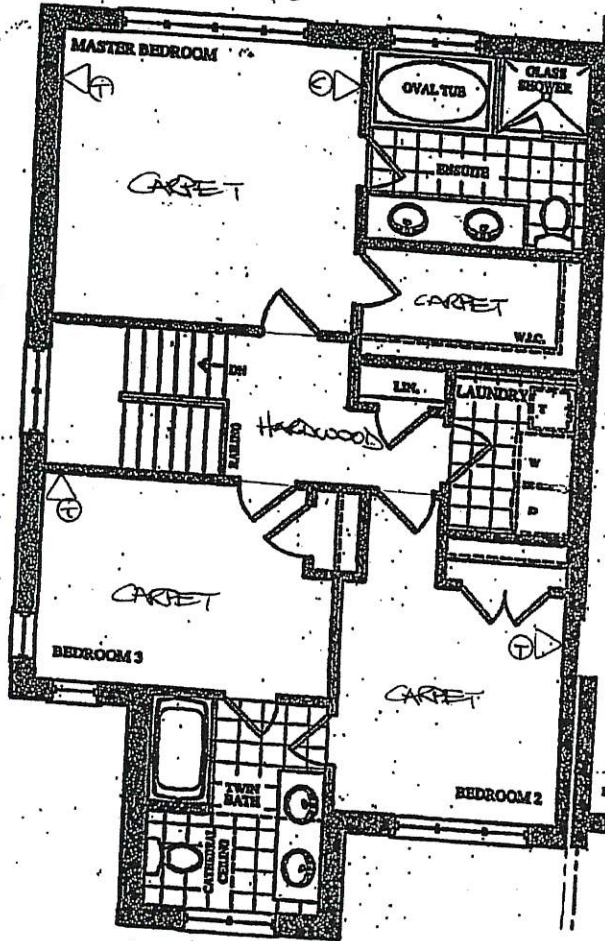 MASTER BEDROOM
T
C
OVAL TUB
GLASS
SHOWER
CARPET
ENSUITE
CARPET
W.I.C.
DN
LIN.
LAUNDRY
T
RAILING
HARDWOOD
W
D
T
CARPET
BEDROOM 3
T
CARPET
TWIN
BATH
CATHEDRAL
CEILING
BEDROOM 2